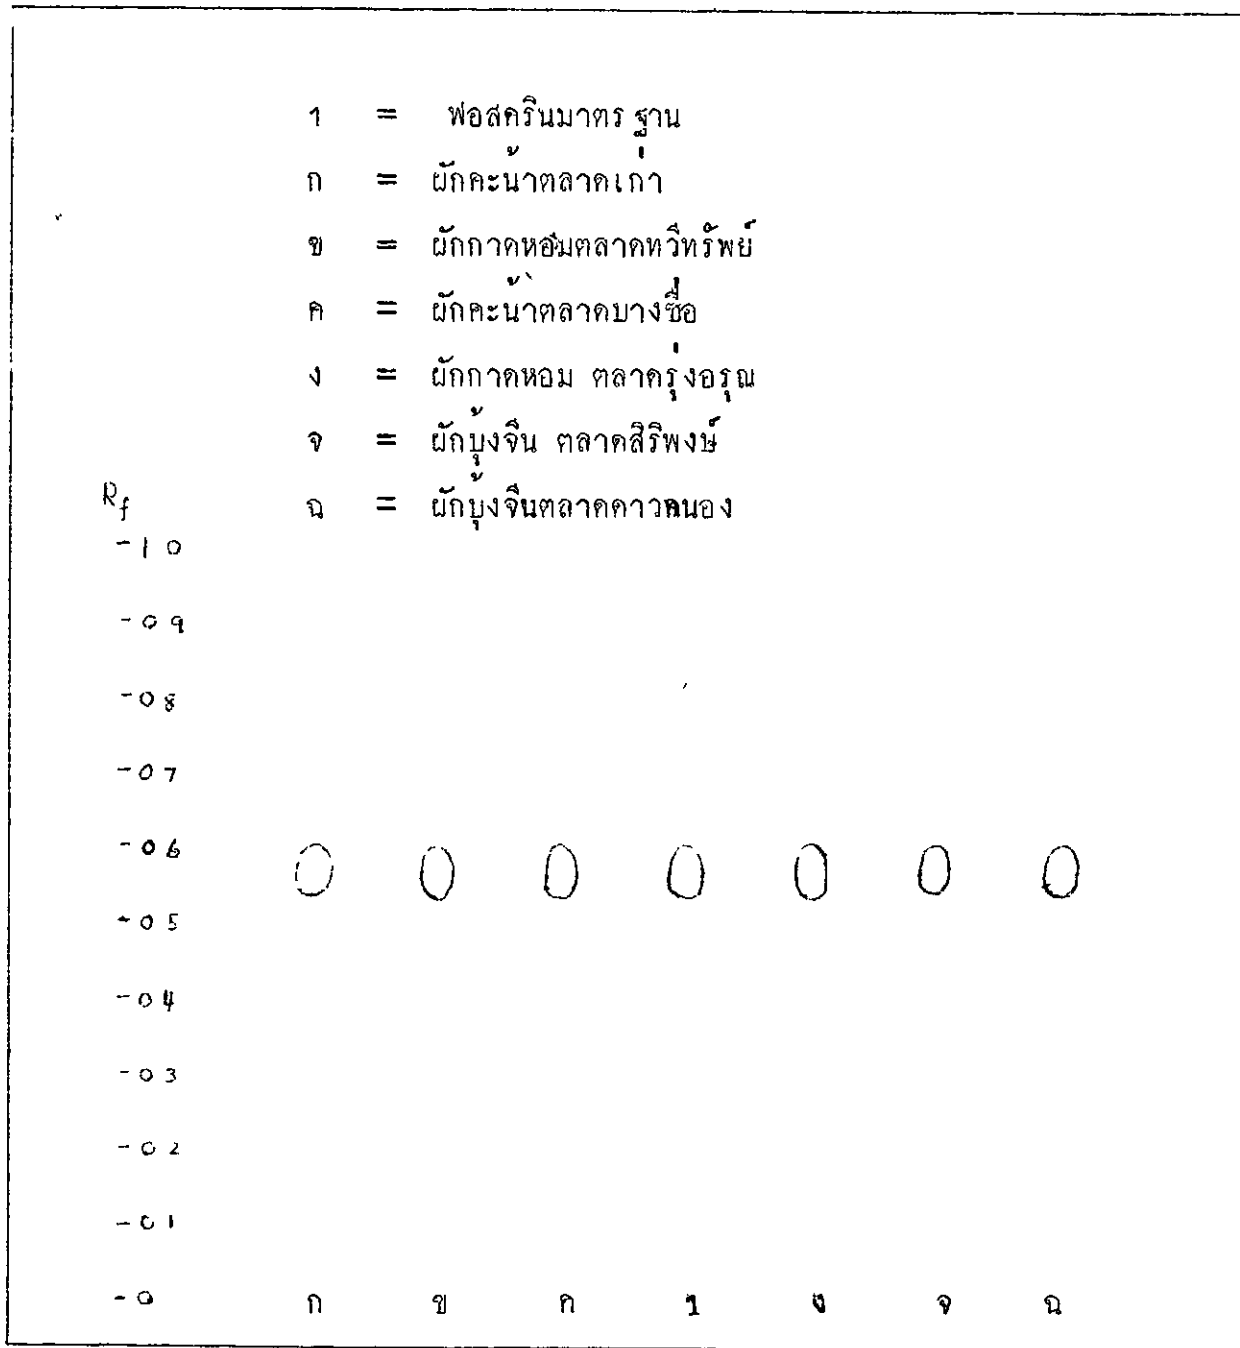 1 = ฟอสดรินมาตรฐาน
ก = ผักคะน้าตลาดเก่า
ข = ผักกาดหอมตลาดทวีทรัพย์
ค = ผักคะน้าตลาดบางซื่อ
ง = ผักกาดหอม ตลาดรุ่งอรุณ
จ = ผักบุ้งจีน ตลาดสิริพงษ์
ฉ = ผักบุ้งจีนตลาดดาวคนอง
Rf
-1 0
-0 9
-0 8
-0 7
-0 6
-0 5
-0 4
-0 3
-0 2
-0 1
-0
ก ข ค 1 ง จ ฉ